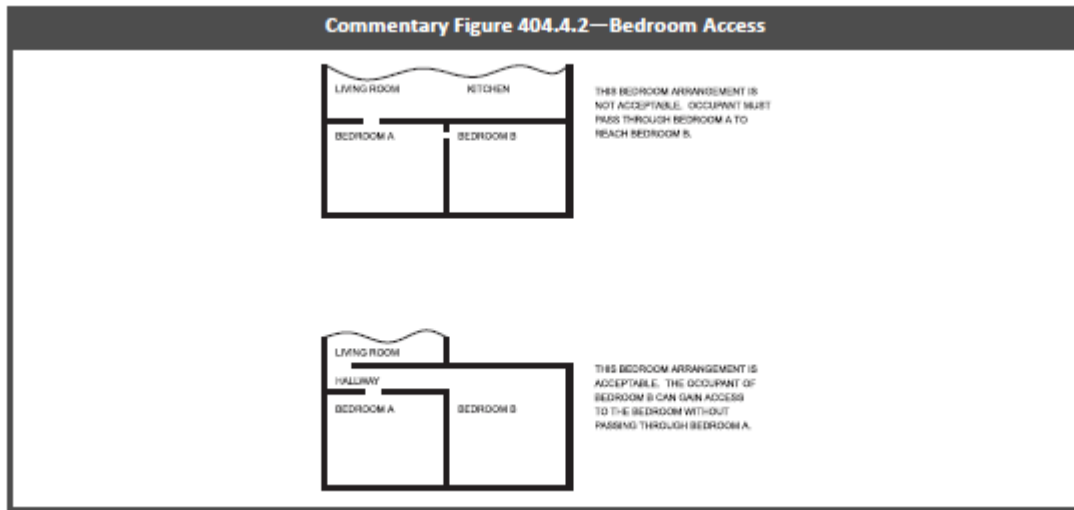 Commentary Figure 404.4.2—Bedroom Access
LIVING ROOM KITCHEN
BEDROOM A BEDROOM B
THIS BEDROOM ARRANGEMENT IS
NOT ACCEPTABLE. OCCUPANT MUST
PASS THROUGH BEDROOM A TO
REACH BEDROOM B.
LIVING ROOM
HALLWAY
BEDROOM A BEDROOM B
THIS BEDROOM ARRANGEMENT IS
ACCEPTABLE. THE OCCUPANT OF
BEDROOM B CAN GAIN ACCESS
TO THE BEDROOM WITHOUT
PASSING THROUGH BEDROOM A.